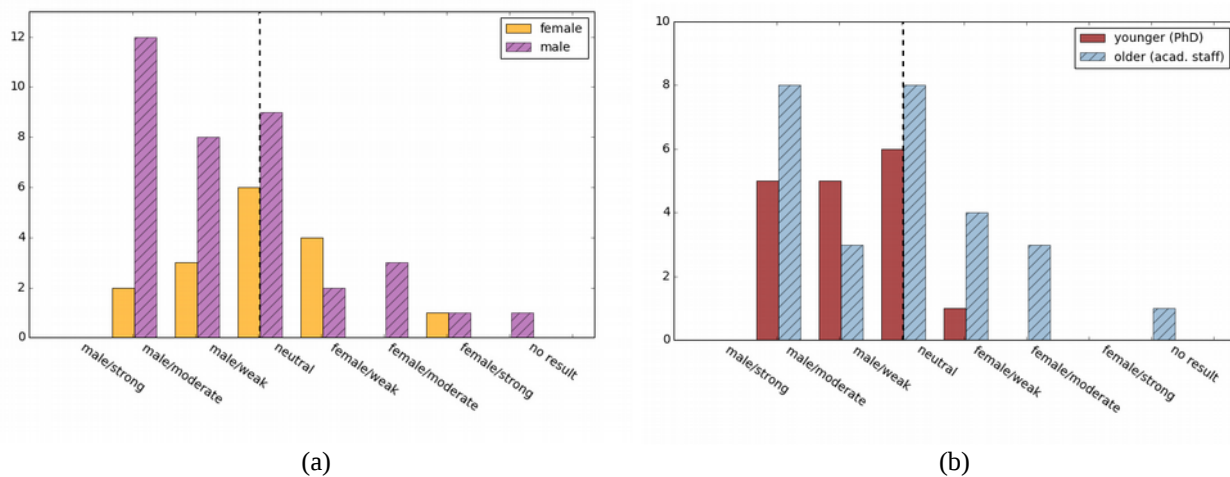 12
10
8
6
4
2
0
female
male
male/strong
male/moderate
male/weak
neutral
female/weak
female/moderate
female/strong
no result
(a)
10
8
6
4
2
0
younger (PhD)
older (acad. staff)
male/strong
male/moderate
male/weak
neutral
female/weak
female/moderate
female/strong
no result
(b)